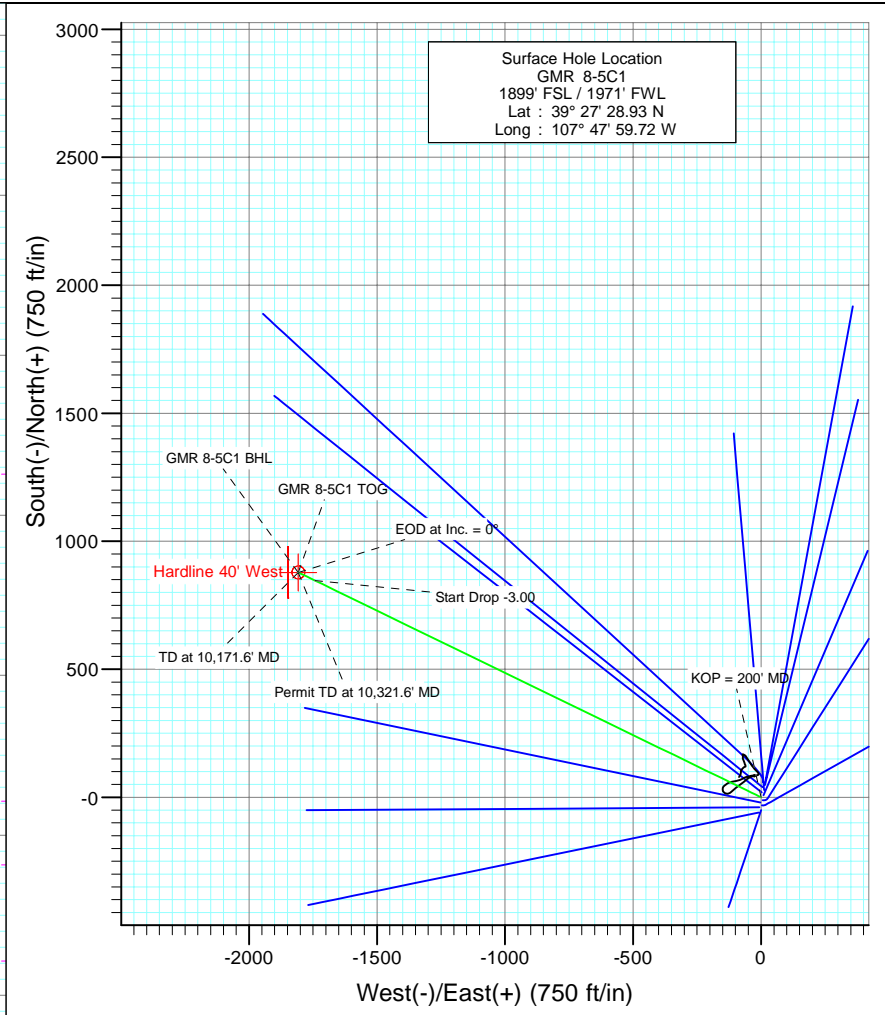 Surface Hole Location
GMR 8-5C1
1899' FSL / 1971' FWL
Lat : 39° 27' 28.93 N
Long : 107° 47' 59.72 W
3000
2500
2000
1500
1000
500
-0
South(-)/North(+) (750 ft/in)
GMR 8-5C1 BHL
GMR 8-5C1 TOG
EOD at Inc. = 0°
Hardline 40' West
Start Drop -3.00
TD at 10,171.6' MD
Permit TD at 10,321.6' MD
KOP = 200' MD
-2000
-1500
-1000
-500
0
West(-)/East(+) (750 ft/in)